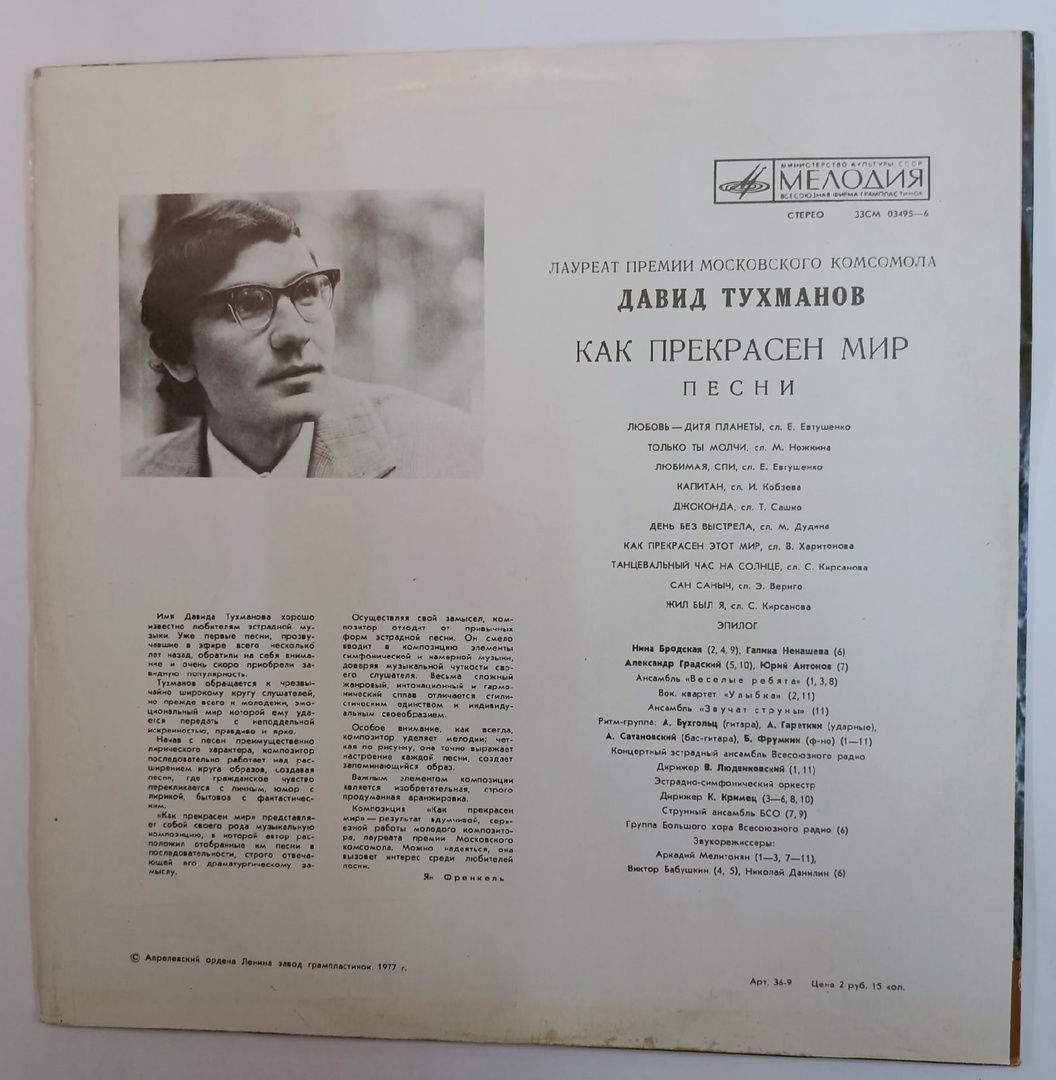 МИНИСТЕРСТВО КУЛЬТУРЫ СССР
МЕЛОДИЯ
ВСЕСОЮЗНАЯ ФИРМА ГРАМПЛАСТИНОК
СТЕРЕО 33СМ 03495—6
ЛАУРЕАТ ПРЕМИИ МОСКОВСКОГО КОМСОМОЛА
ДАВИД ТУХМАНОВ
КАК ПРЕКРАСЕН МИР
ПЕСНИ
ЛЮБОВЬ — ДИТЯ ПЛАНЕТЫ, сл. Е. Евтушенко
ТОЛЬКО ТЫ МОЛЧИ, сл. М. Ножкина
ЛЮБИМАЯ, СПИ, сл. Е. Евтушенко
КАПИТАН, сл. И. Кобзева
ДЖОКОНДА, сл. Т. Сашко
ДЕНЬ БЕЗ ВЫСТРЕЛА, сл. М. Дудина
КАК ПРЕКРАСЕН ЭТОТ МИР, сл. В. Харитонова
ТАНЦЕВАЛЬНЫЙ ЧАС НА СОЛНЦЕ, сл. С. Кирсанова
САН САНЫЧ, сл. Э. Вериго
ЖИЛ БЫЛ Я, сл. С. Кирсанова
ЭПИЛОГ
Нина Бродская (2, 4, 9), Галина Ненашева (6)
Александр Градский (5, 10), Юрий Антонов (7)
Ансамбль «Веселые ребята» (1, 3, 8)
Вок. квартет «Улыбка» (2, 11)
Ансамбль «Звучат струны» (11)
Ритм-группа: А. Бухгольц (гитара), А. Гареткин (ударные),
А. Сатановский (бас-гитара), Б. Фрумкин (ф-но) (1—11)
Концертный эстрадный ансамбль Всесоюзного радио
Дирижер В. Людвиковский (1, 11)
Эстрадно-симфонический оркестр
Дирижер К. Кримец (3—6, 8, 10)
Струнный ансамбль БСО (7, 9)
Группа Большого хора Всесоюзного радио (6)
Звукорежиссеры:
Аркадий Мелитонян (1—3, 7—11),
Виктор Бабушкин (4, 5), Николай Данилин (6)
Имя Давида Тухманова хорошо
известно любителям эстрадной му-
зыки. Уже первые песни, прозву-
чавшие в эфире всего несколько
лет назад, обратили на себя внима-
ние и очень скоро приобрели за-
видную популярность.
Тухманов обращается к чрезвы-
чайно широкому кругу слушателей,
но прежде всего к молодежи, эмо-
циональный мир которой ему уда-
ется передать с неподдельной
искренностью, правдиво и ярко.
Начав с песен преимущественно
лирического характера, композитор
последовательно работает над рас-
ширением круга образов, создавая
песни, где гражданское чувство
перекликается с личным, юмор с
лирикой, бытовое с фантастичес-
ким.
«Как прекрасен мир» представля-
ет собой своего рода музыкальную
композицию, в которой автор рас-
положил отобранные им песни в
последовательности, строго отвеча-
ющей его драматургическому за-
мыслу.
Осуществляя свой замысел, ком-
позитор отходит от привычных
форм эстрадной песни. Он смело
вводит в композицию элементы
симфонической и камерной музыки,
доверяя музыкальной чуткости сво-
его слушателя. Весьма сложный
жанровый, интонационный и гармо-
нический сплав отличается стили-
стическим единством и индивиду-
альным своеобразием.
Особое внимание, как всегда,
композитор уделяет мелодии; чет-
кая по рисунку, она точно выражает
настроение каждой песни, создает
запоминающийся образ.
Важным элементом композиции
является изобретательная, строго
продуманная аранжировка.
Композиция «Как прекрасен
мир» — результат вдумчивой, серь-
езной работы молодого композито-
ра, лауреата премии Московского
комсомола. Можно надеяться, она
вызовет интерес среди любителей
песни.
Ян Френкель
© Апрелевский ордена Ленина завод грампластинок. 1977 г.
Арт. 36-9 Цена 2 руб. 15 коп.